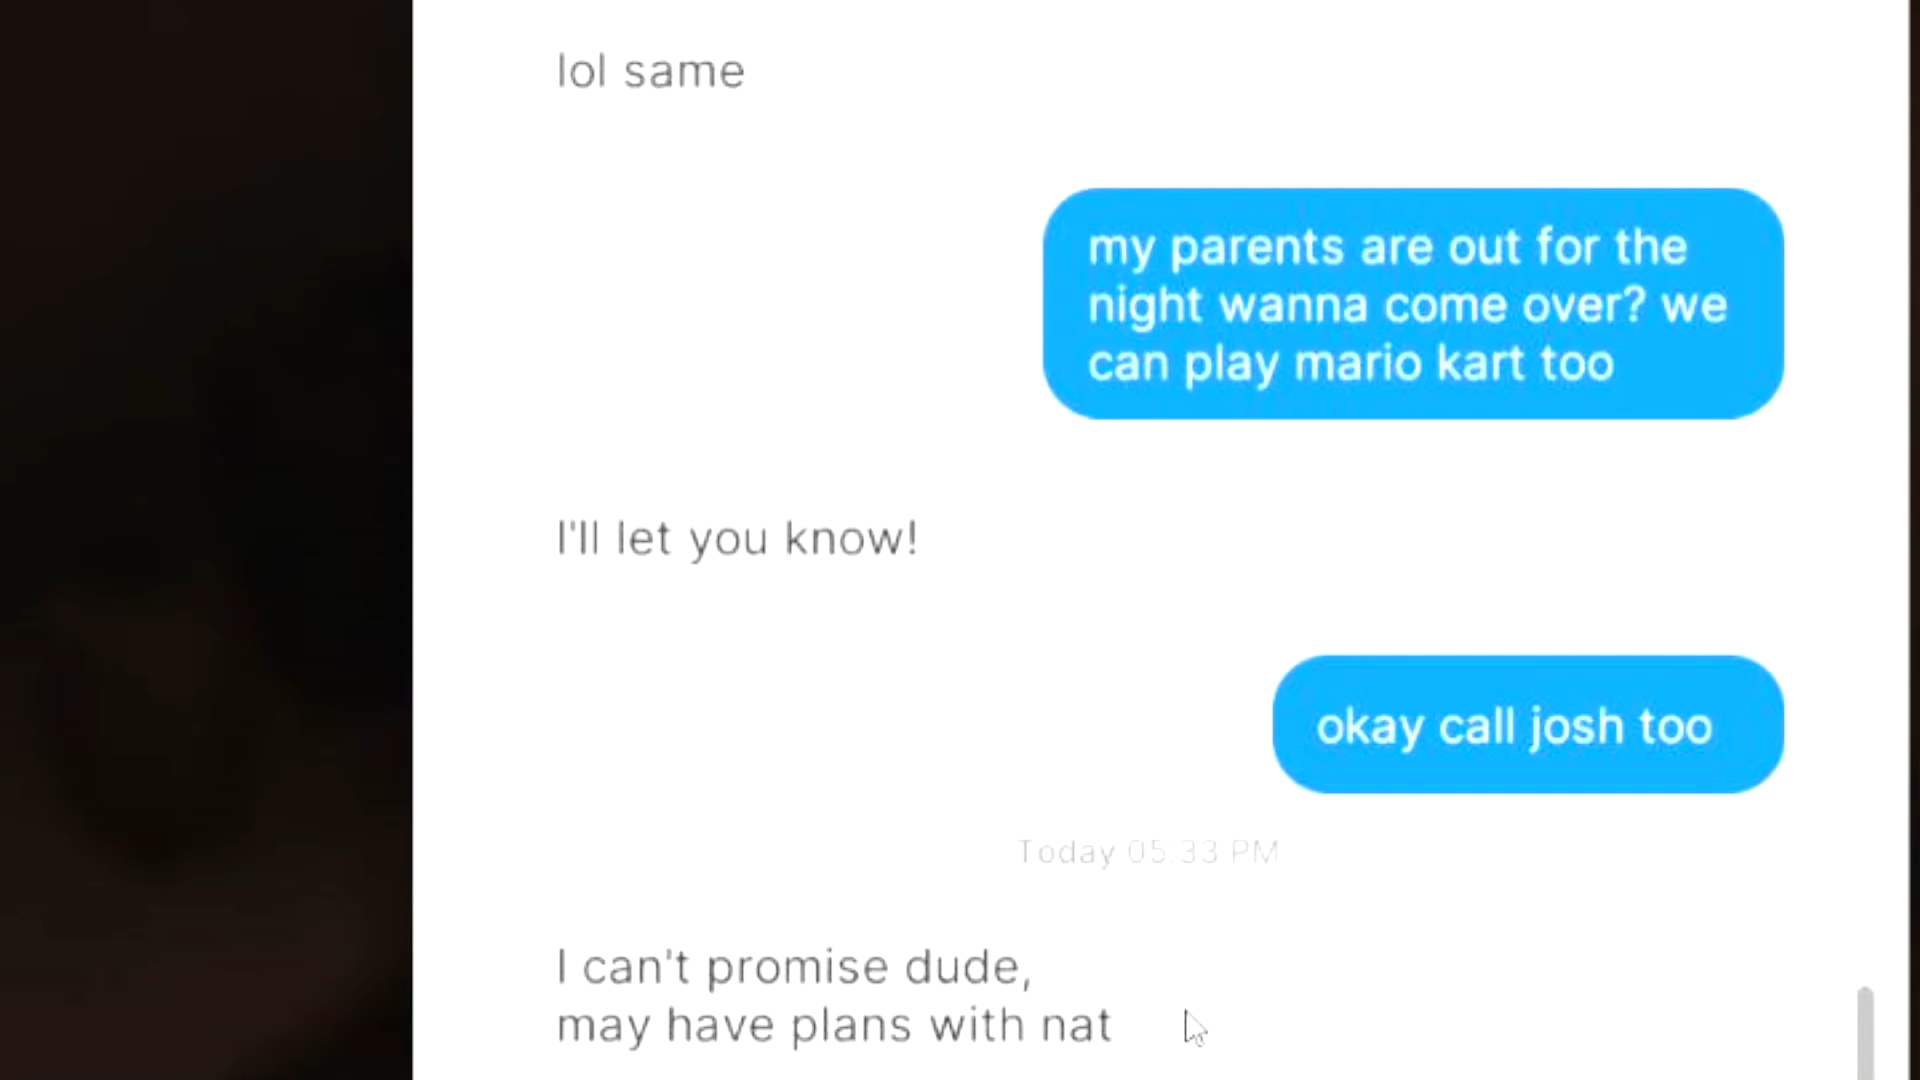 lol same
my parents are out for the
night wanna come over? we
can play mario kart too
I'll let you know!
okay call josh too
Today 05.33 PM
I can't promise dude,
may have plans with nat